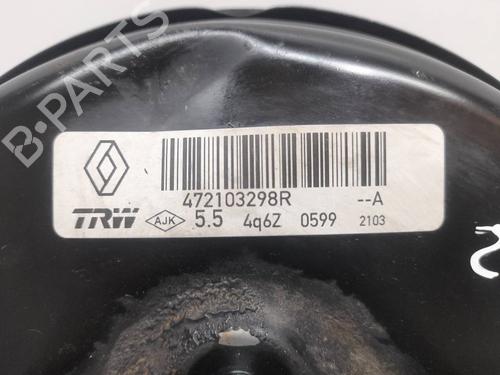 B-PARTS
472103298R --A
TRW AJK 5.5 4q6Z 0599 2103